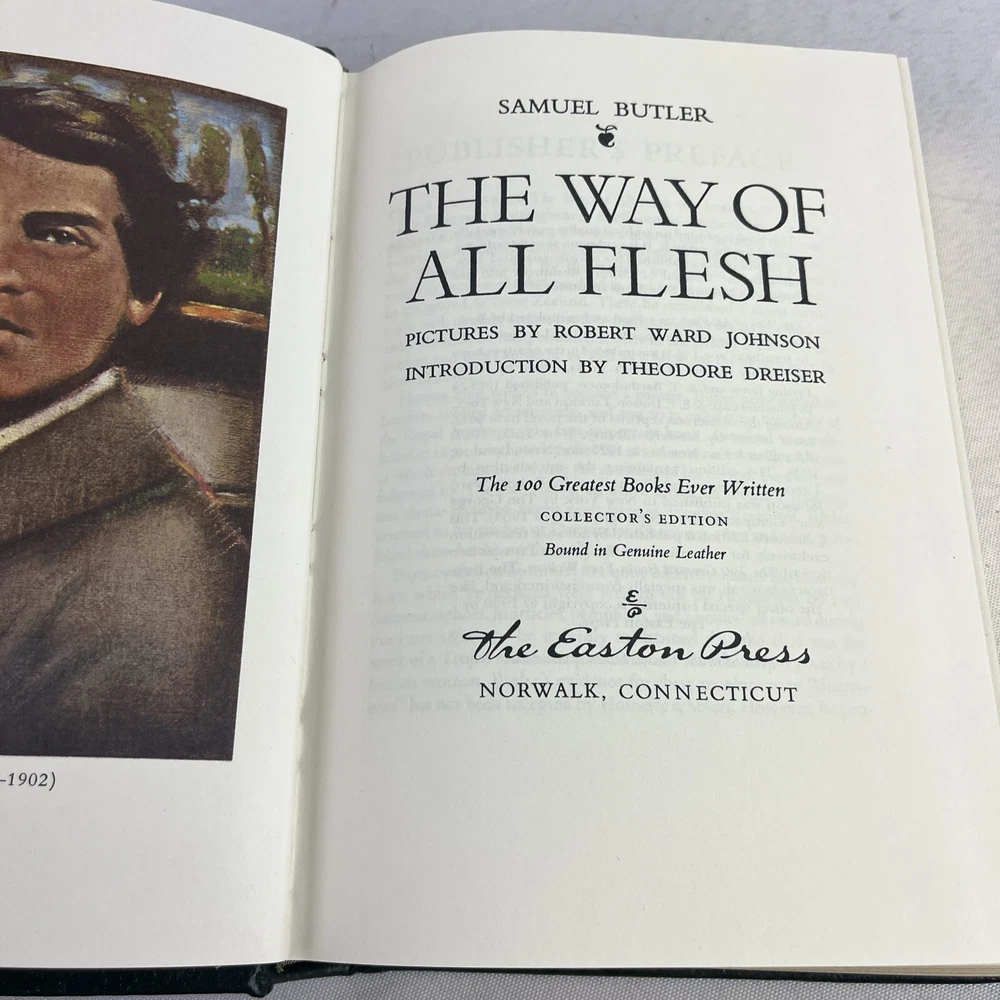 –1902)
SAMUEL BUTLER
THE WAY OF
ALL FLESH
PICTURES BY ROBERT WARD JOHNSON
INTRODUCTION BY THEODORE DREISER
The 100 Greatest Books Ever Written
COLLECTOR'S EDITION
Bound in Genuine Leather
E/P
The Easton Press
NORWALK, CONNECTICUT